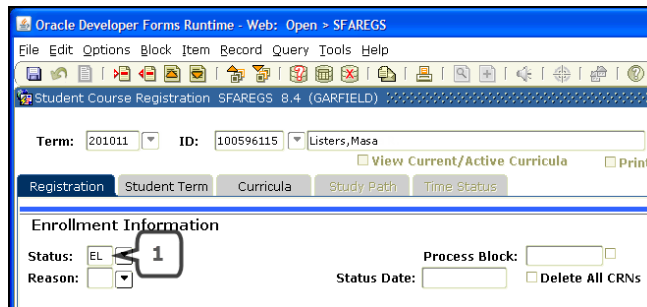 Oracle Developer Forms Runtime - Web: Open > SFAREGS
File Edit Options Block Item Record Query Tools Help
Student Course Registration SFAREGS 8.4 (GARFIELD)
Term: 201011 ID: 100596115 Listers,Masa
View Current/Active Curricula Print
Registration Student Term Curricula Study Path Time Status
Enrollment Information
Status: EL 1 Process Block:
Reason: Status Date: Delete All CRNs